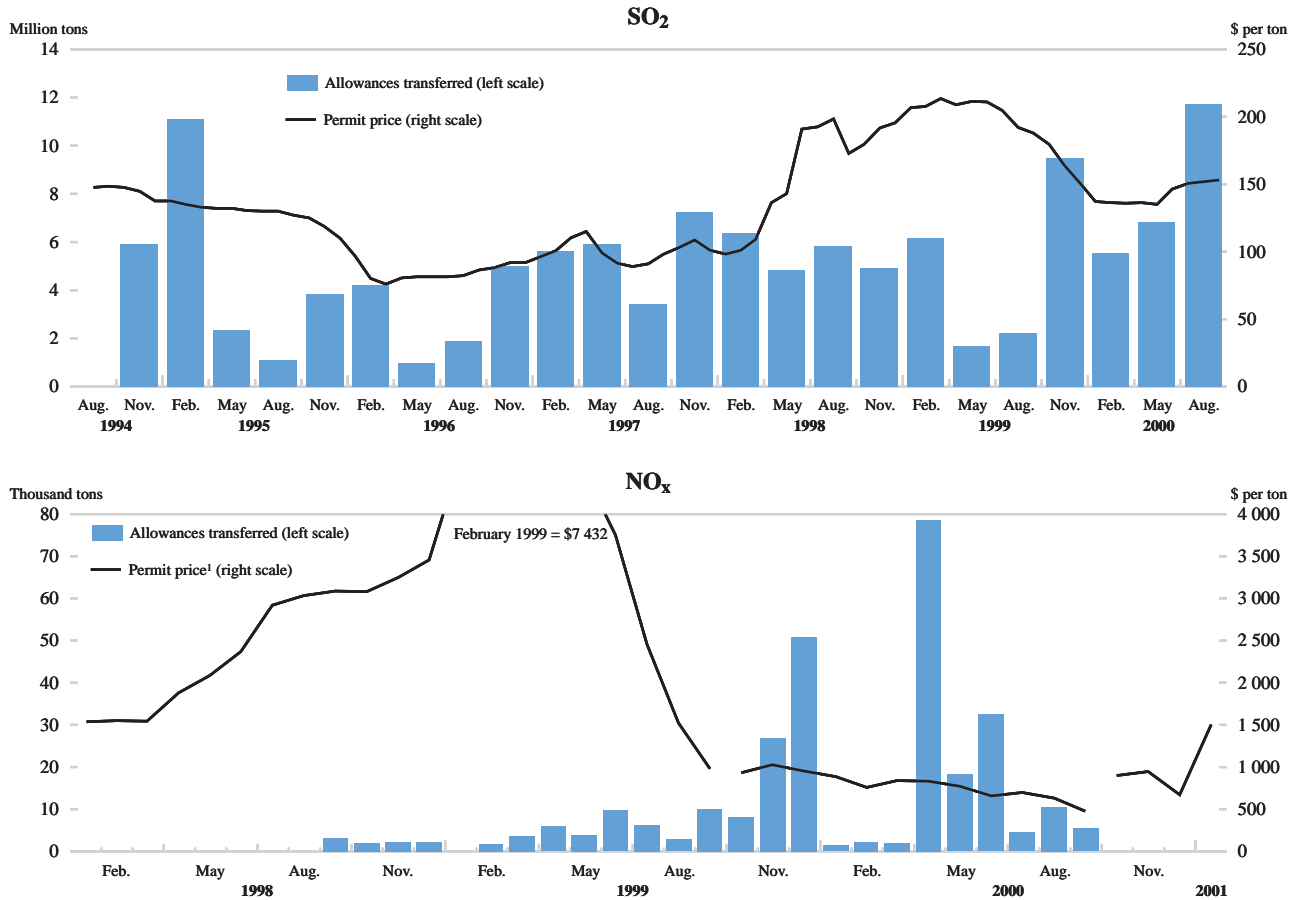 SO2
Million tons $ per ton
14 250
Allowances transferred (left scale)
12
200
Permit price (right scale)
10
150
8
6
100
4
50
2
0 0
Aug. Nov. Feb. May Aug. Nov. Feb. May Aug. Nov. Feb. May Aug. Nov. Feb. May Aug. Nov. Feb. May Aug. Nov. Feb. May Aug.
1994 1995 1996 1997 1998 1999 2000
NOx
Thousand tons $ per ton
80 4 000
Allowances transferred (left scale) February 1999 = $7 432
70 3 500
Permit price¹ (right scale)
60 3 000
50 2 500
40 2 000
30 1 500
20 1 000
10 500
0 0
Feb. May Aug. Nov. Feb. May Aug. Nov. Feb. May Aug. Nov.
1998 1999 2000 2001